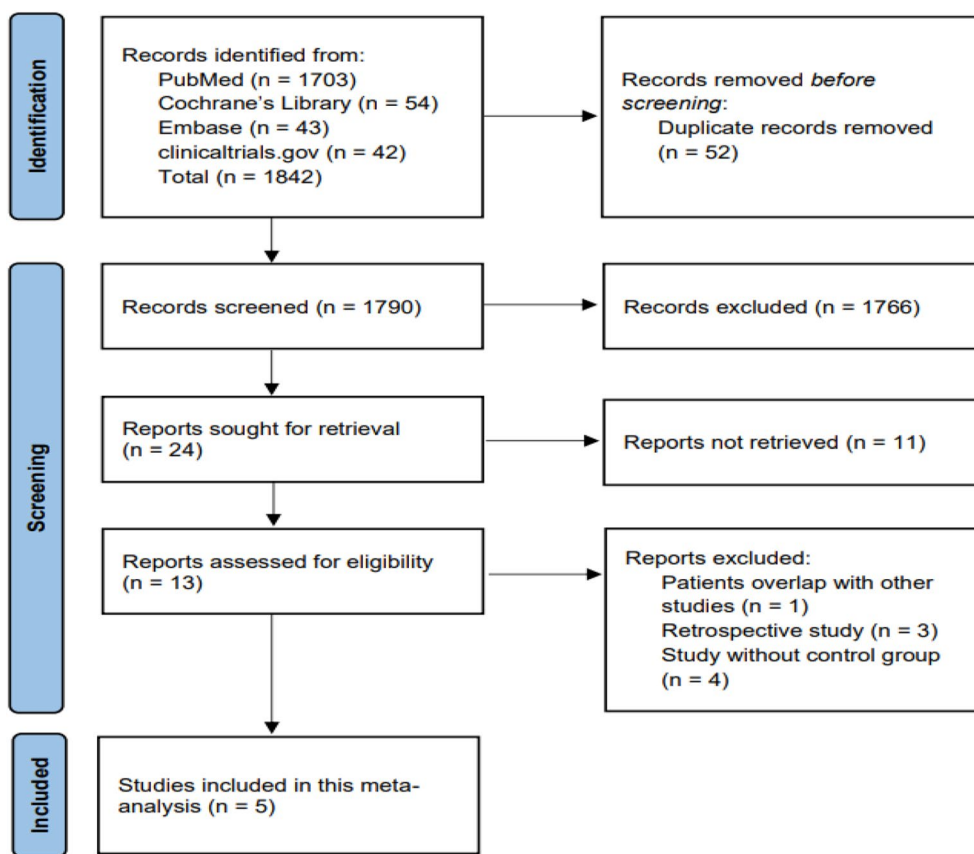 Identification
Records identified from:
PubMed (n = 1703)
Cochrane's Library (n = 54)
Embase (n = 43)
clinicaltrials.gov (n = 42)
Total (n = 1842)
Records removed before
screening:
Duplicate records removed
(n = 52)
Screening
Records screened (n = 1790)
Records excluded (n = 1766)
Reports sought for retrieval
(n = 24)
Reports not retrieved (n = 11)
Reports assessed for eligibility
(n = 13)
Reports excluded:
Patients overlap with other
studies (n = 1)
Retrospective study (n = 3)
Study without control group
(n = 4)
Included
Studies included in this meta-
analysis (n = 5)